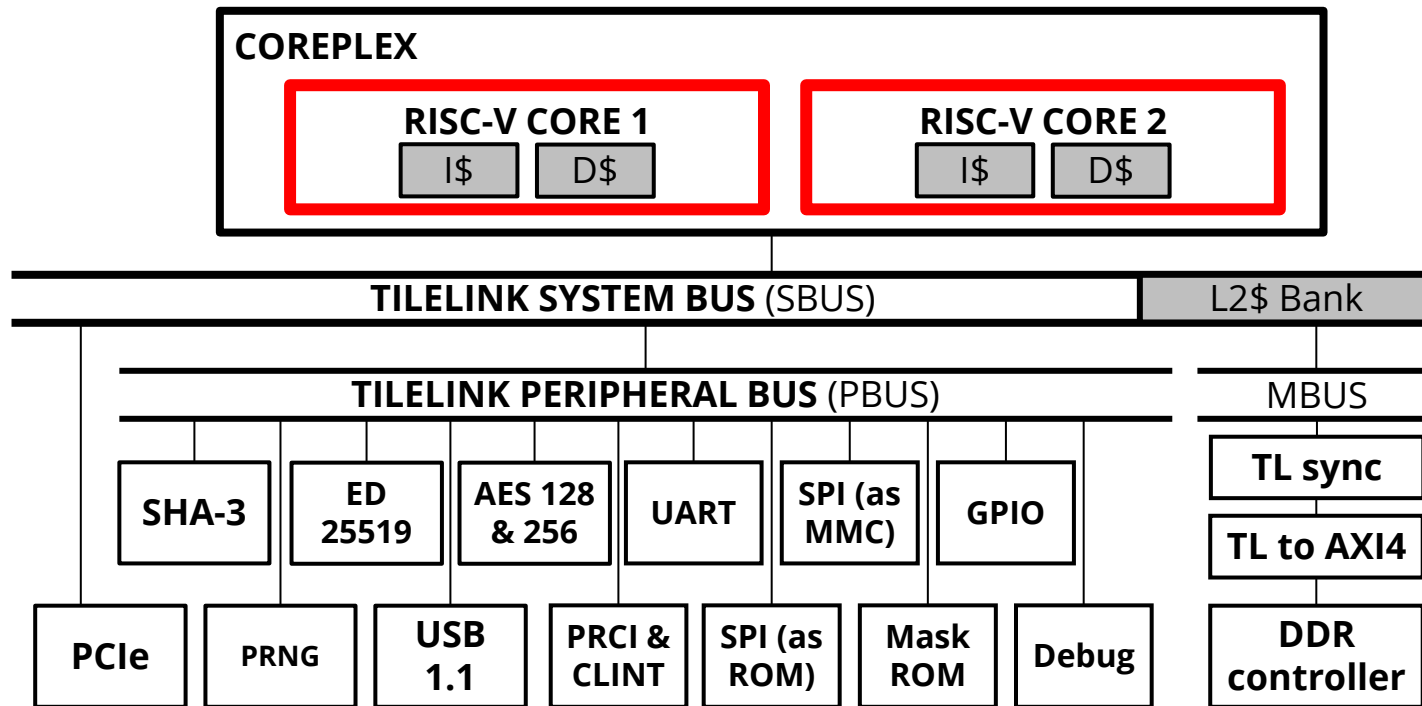 COREPLEX
RISC-V CORE 1
I$ D$
RISC-V CORE 2
I$ D$
TILELINK SYSTEM BUS (SBUS)
L2$ Bank
TILELINK PERIPHERAL BUS (PBUS)
MBUS
SHA-3
ED
25519
AES 128
& 256
UART
SPI (as
MMC)
GPIO
TL sync
TL to AXI4
PCIe
PRNG
USB
1.1
PRCI &
CLINT
SPI (as
ROM)
Mask
ROM
Debug
DDR
controller